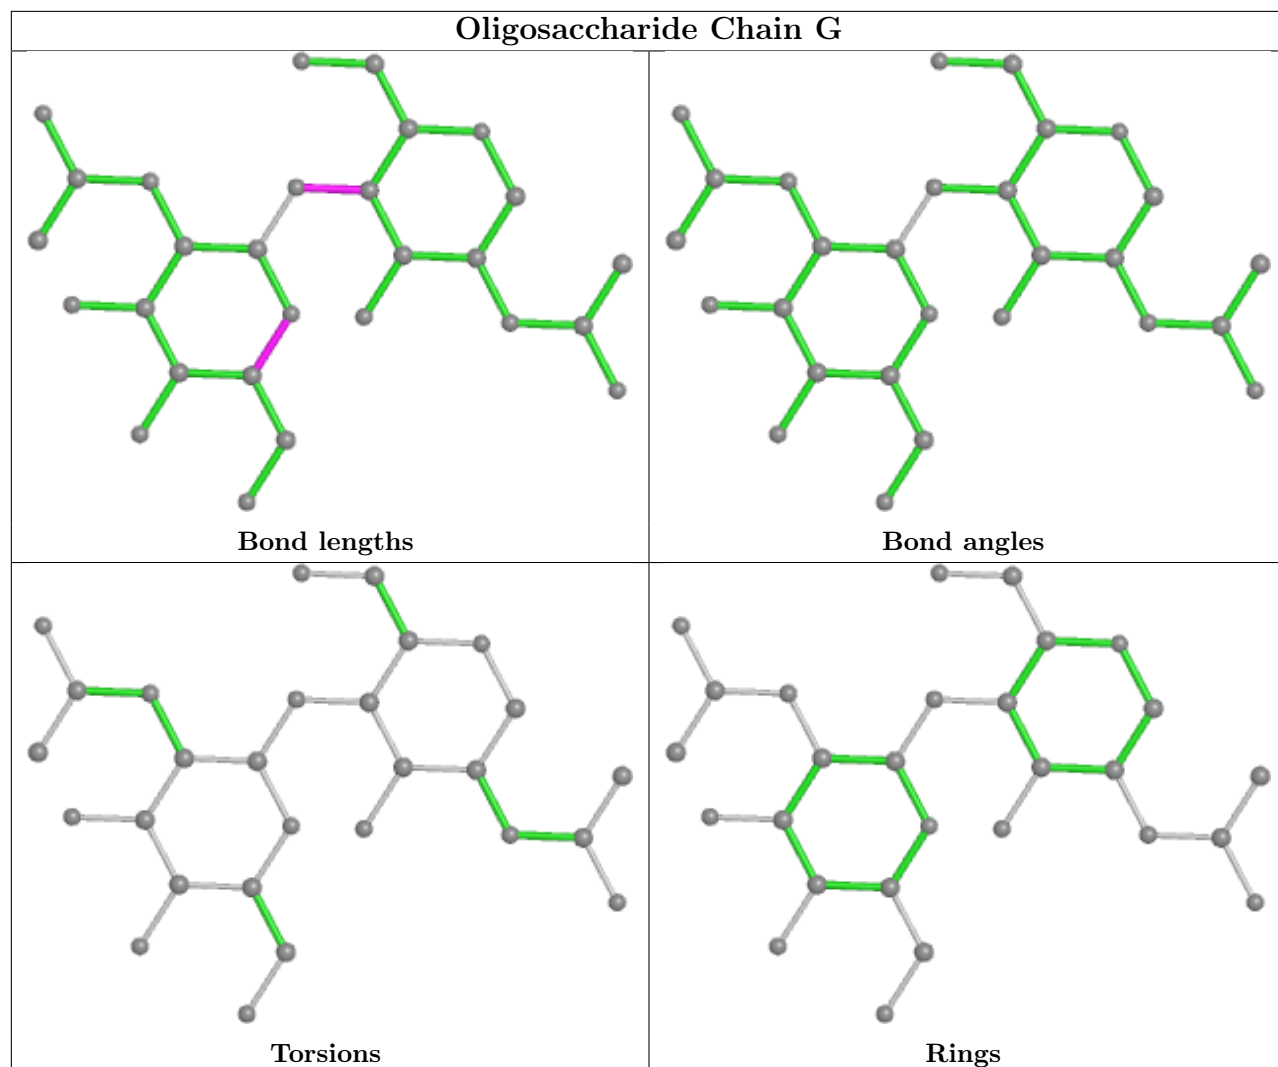 Oligosaccharide Chain G
Bond lengths
Bond angles
Torsions
Rings